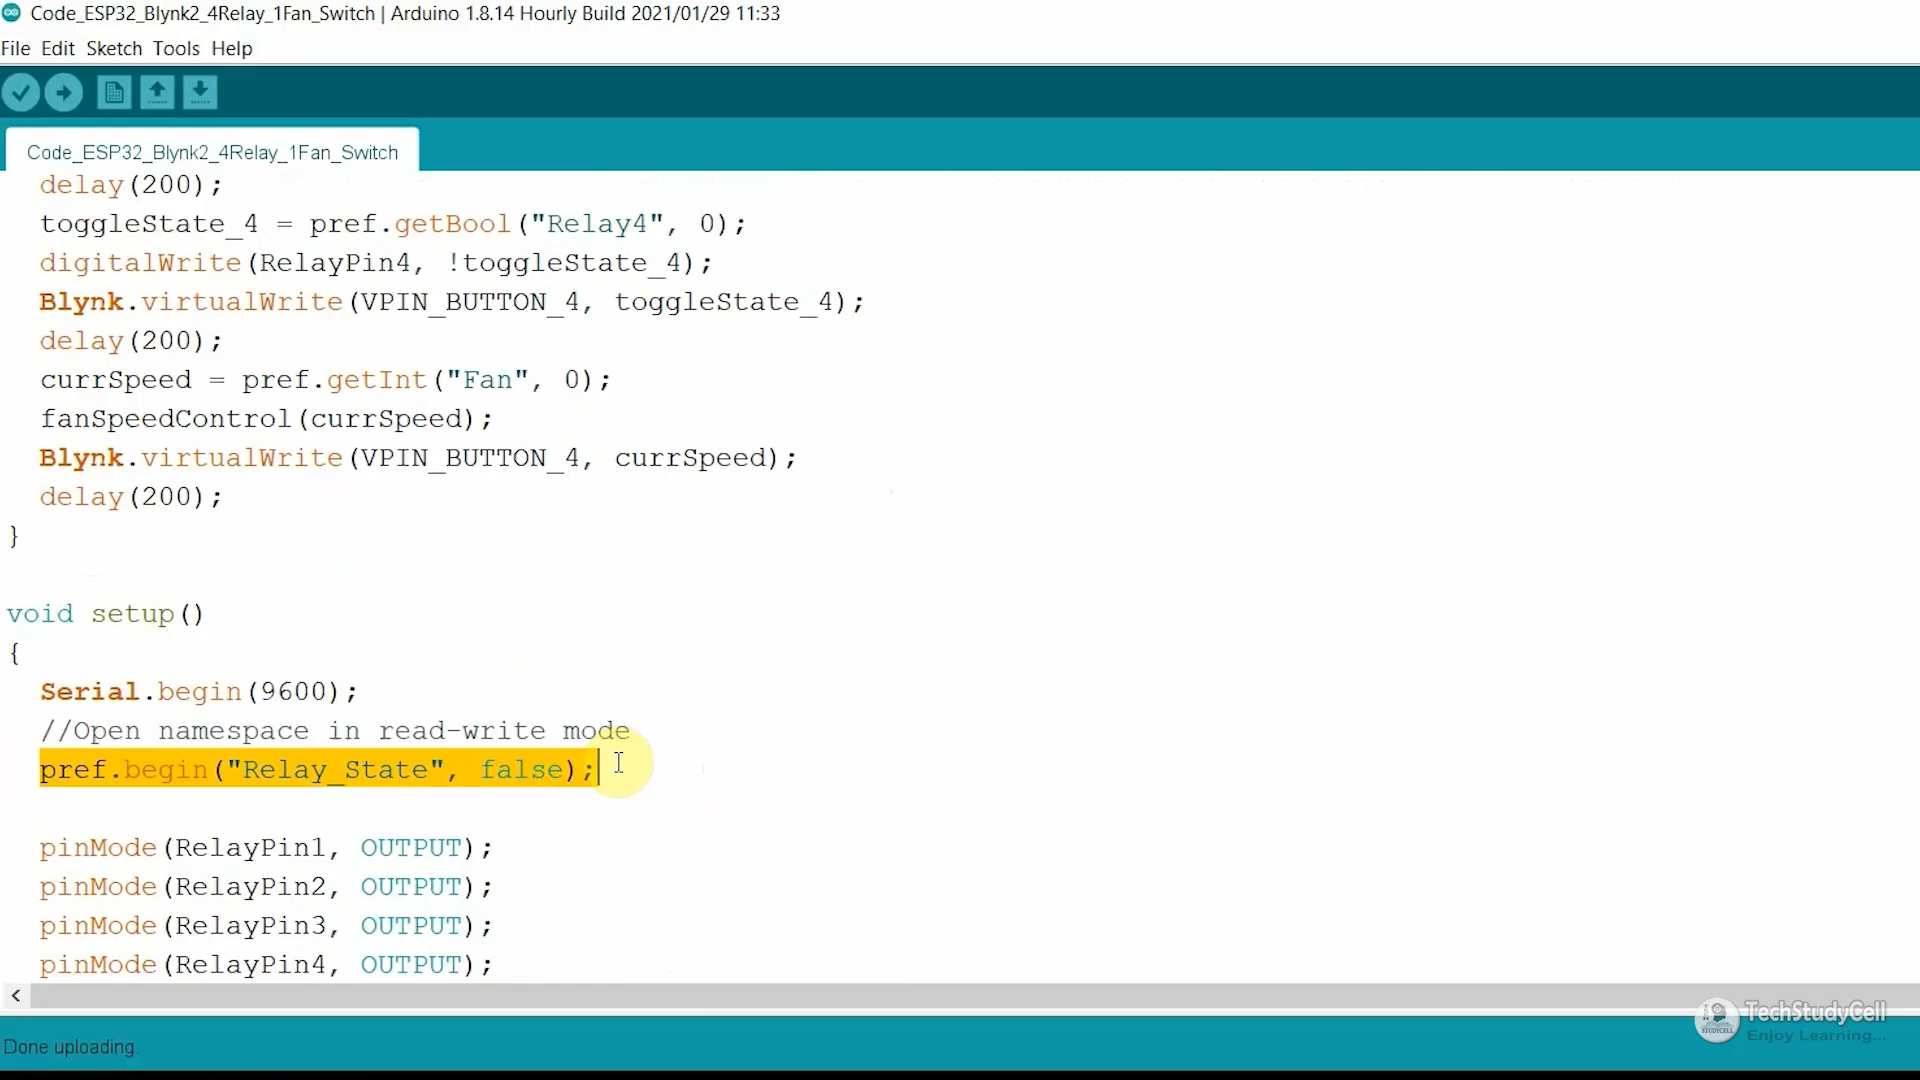 Code_ESP32_Blynk2_4Relay_1Fan_Switch | Arduino 1.8.14 Hourly Build 2021/01/29 11:33
File Edit Sketch Tools Help
Code_ESP32_Blynk2_4Relay_1Fan_Switch
delay(200);
toggleState_4 = pref.getBool("Relay4", 0);
digitalWrite(RelayPin4, !toggleState_4);
Blynk.virtualWrite(VPIN_BUTTON_4, toggleState_4);
delay(200);
currSpeed = pref.getInt("Fan", 0);
fanSpeedControl(currSpeed);
Blynk.virtualWrite(VPIN_BUTTON_4, currSpeed);
delay(200);
}
void setup()
{
Serial.begin(9600);
//Open namespace in read-write mode
pref.begin("Relay_State", false);
pinMode(RelayPin1, OUTPUT);
pinMode(RelayPin2, OUTPUT);
pinMode(RelayPin3, OUTPUT);
pinMode(RelayPin4, OUTPUT);
TechStudyCell
Enjoy Learning...
Done uploading.